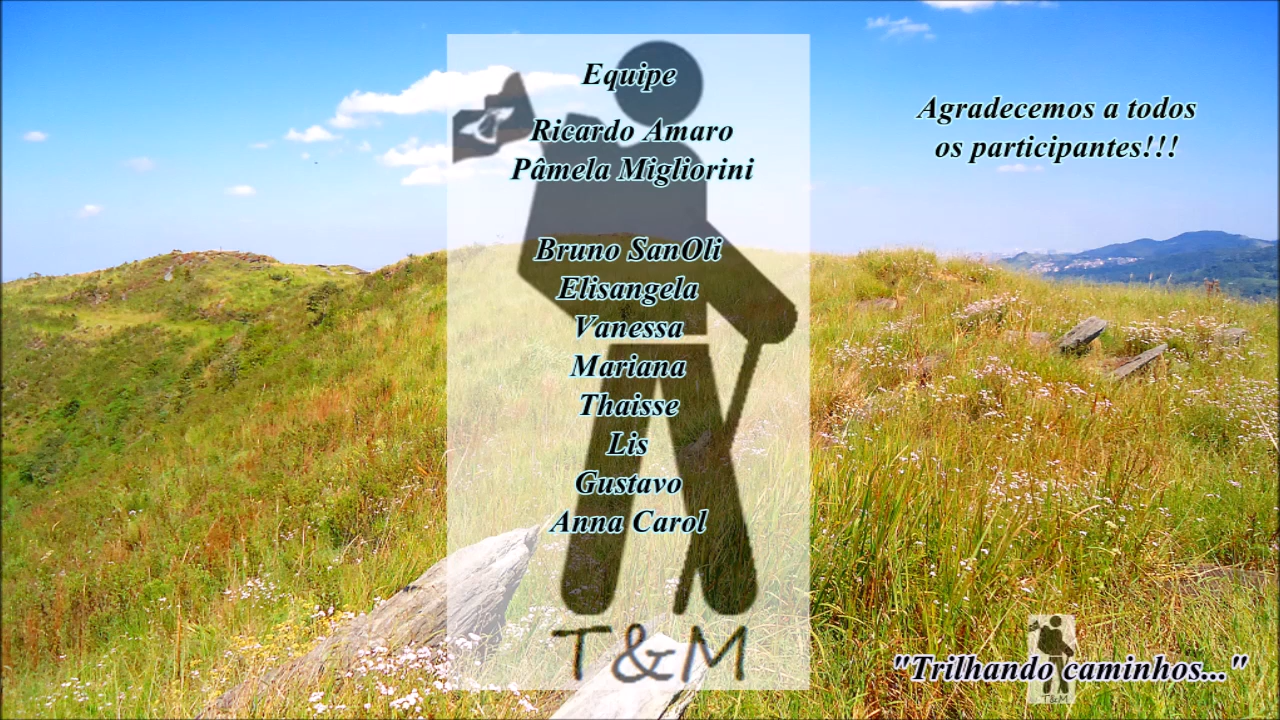 Equipe
Ricardo Amaro
Pâmela Migliorini
Bruno SanOli
Elisangela
Vanessa
Mariana
Thaisse
Lis
Gustavo
Anna Carol
T&M
Agradecemos a todos
os participantes!!!
"Trilhando caminhos..."
T&M